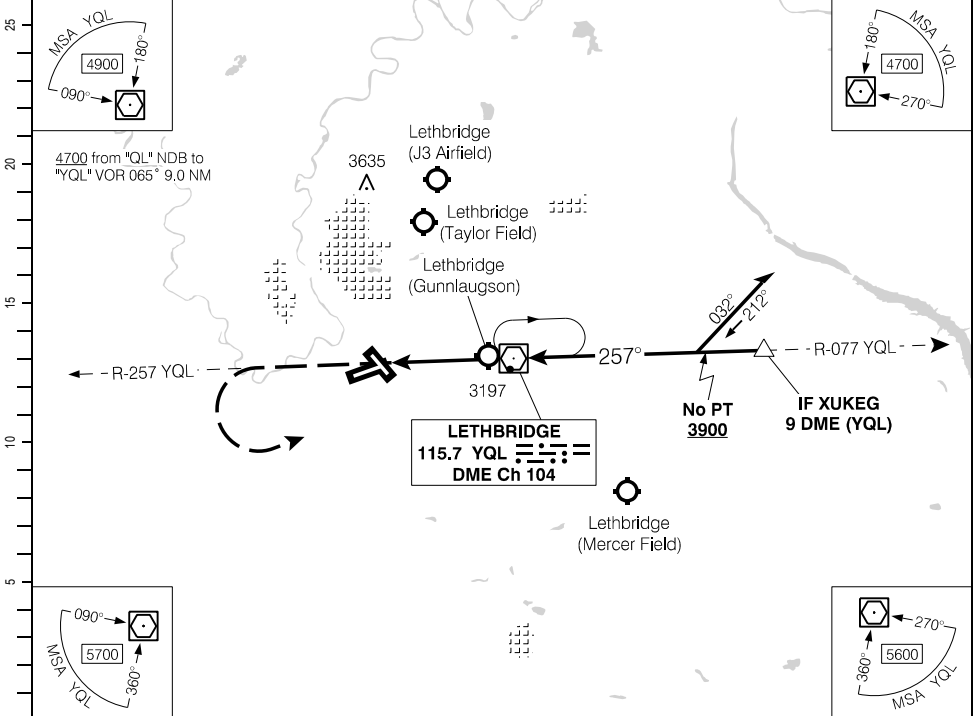 25
20
15
10
5
MSA YQL
4900
180°
090°
MSA YQL
180°
4700
270°
4700 from "QL" NDB to
"YQL" VOR 065° 9.0 NM
3635
Lethbridge
(J3 Airfield)
Lethbridge
(Taylor Field)
Lethbridge
(Gunnlaugson)
032°
212°
257°
R-077 YQL
R-257 YQL
3197
No PT
3900
IF XUKEG
9 DME (YQL)
LETHBRIDGE
115.7 YQL
DME Ch 104
Lethbridge
(Mercer Field)
090°
5700
360°
MSA YQL
270°
5600
360°
MSA YQL